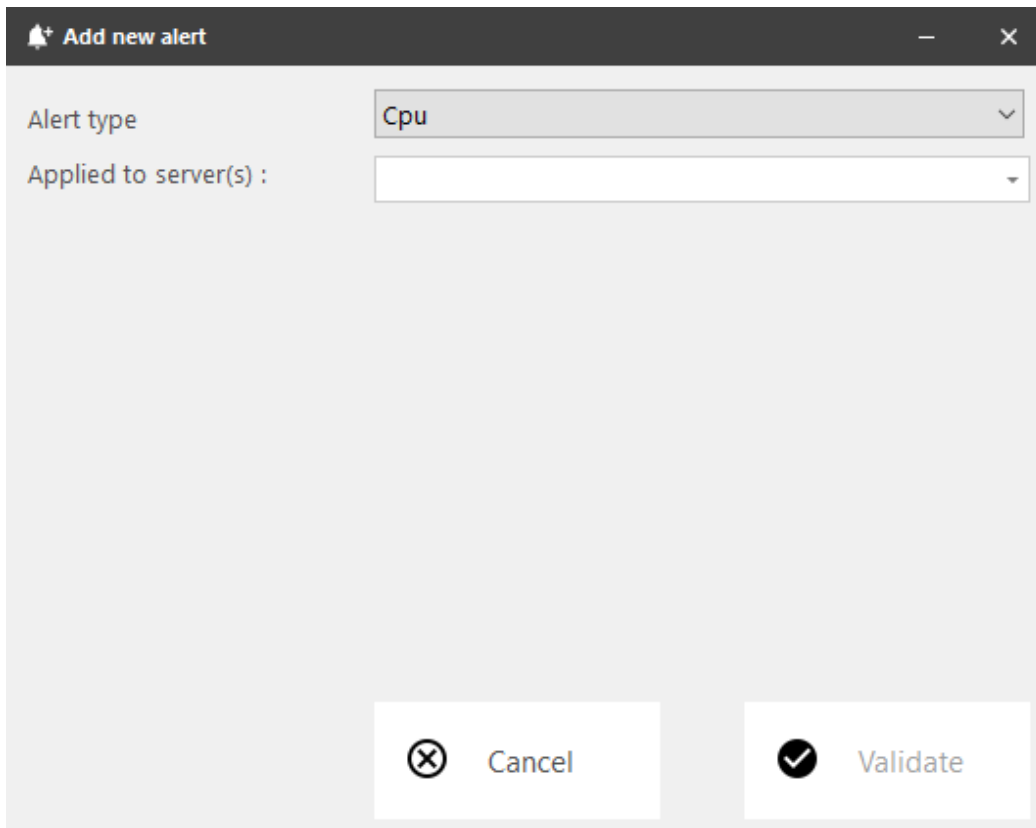 Add new alert
Alert type
Cpu
Applied to server(s) :
Cancel
Validate